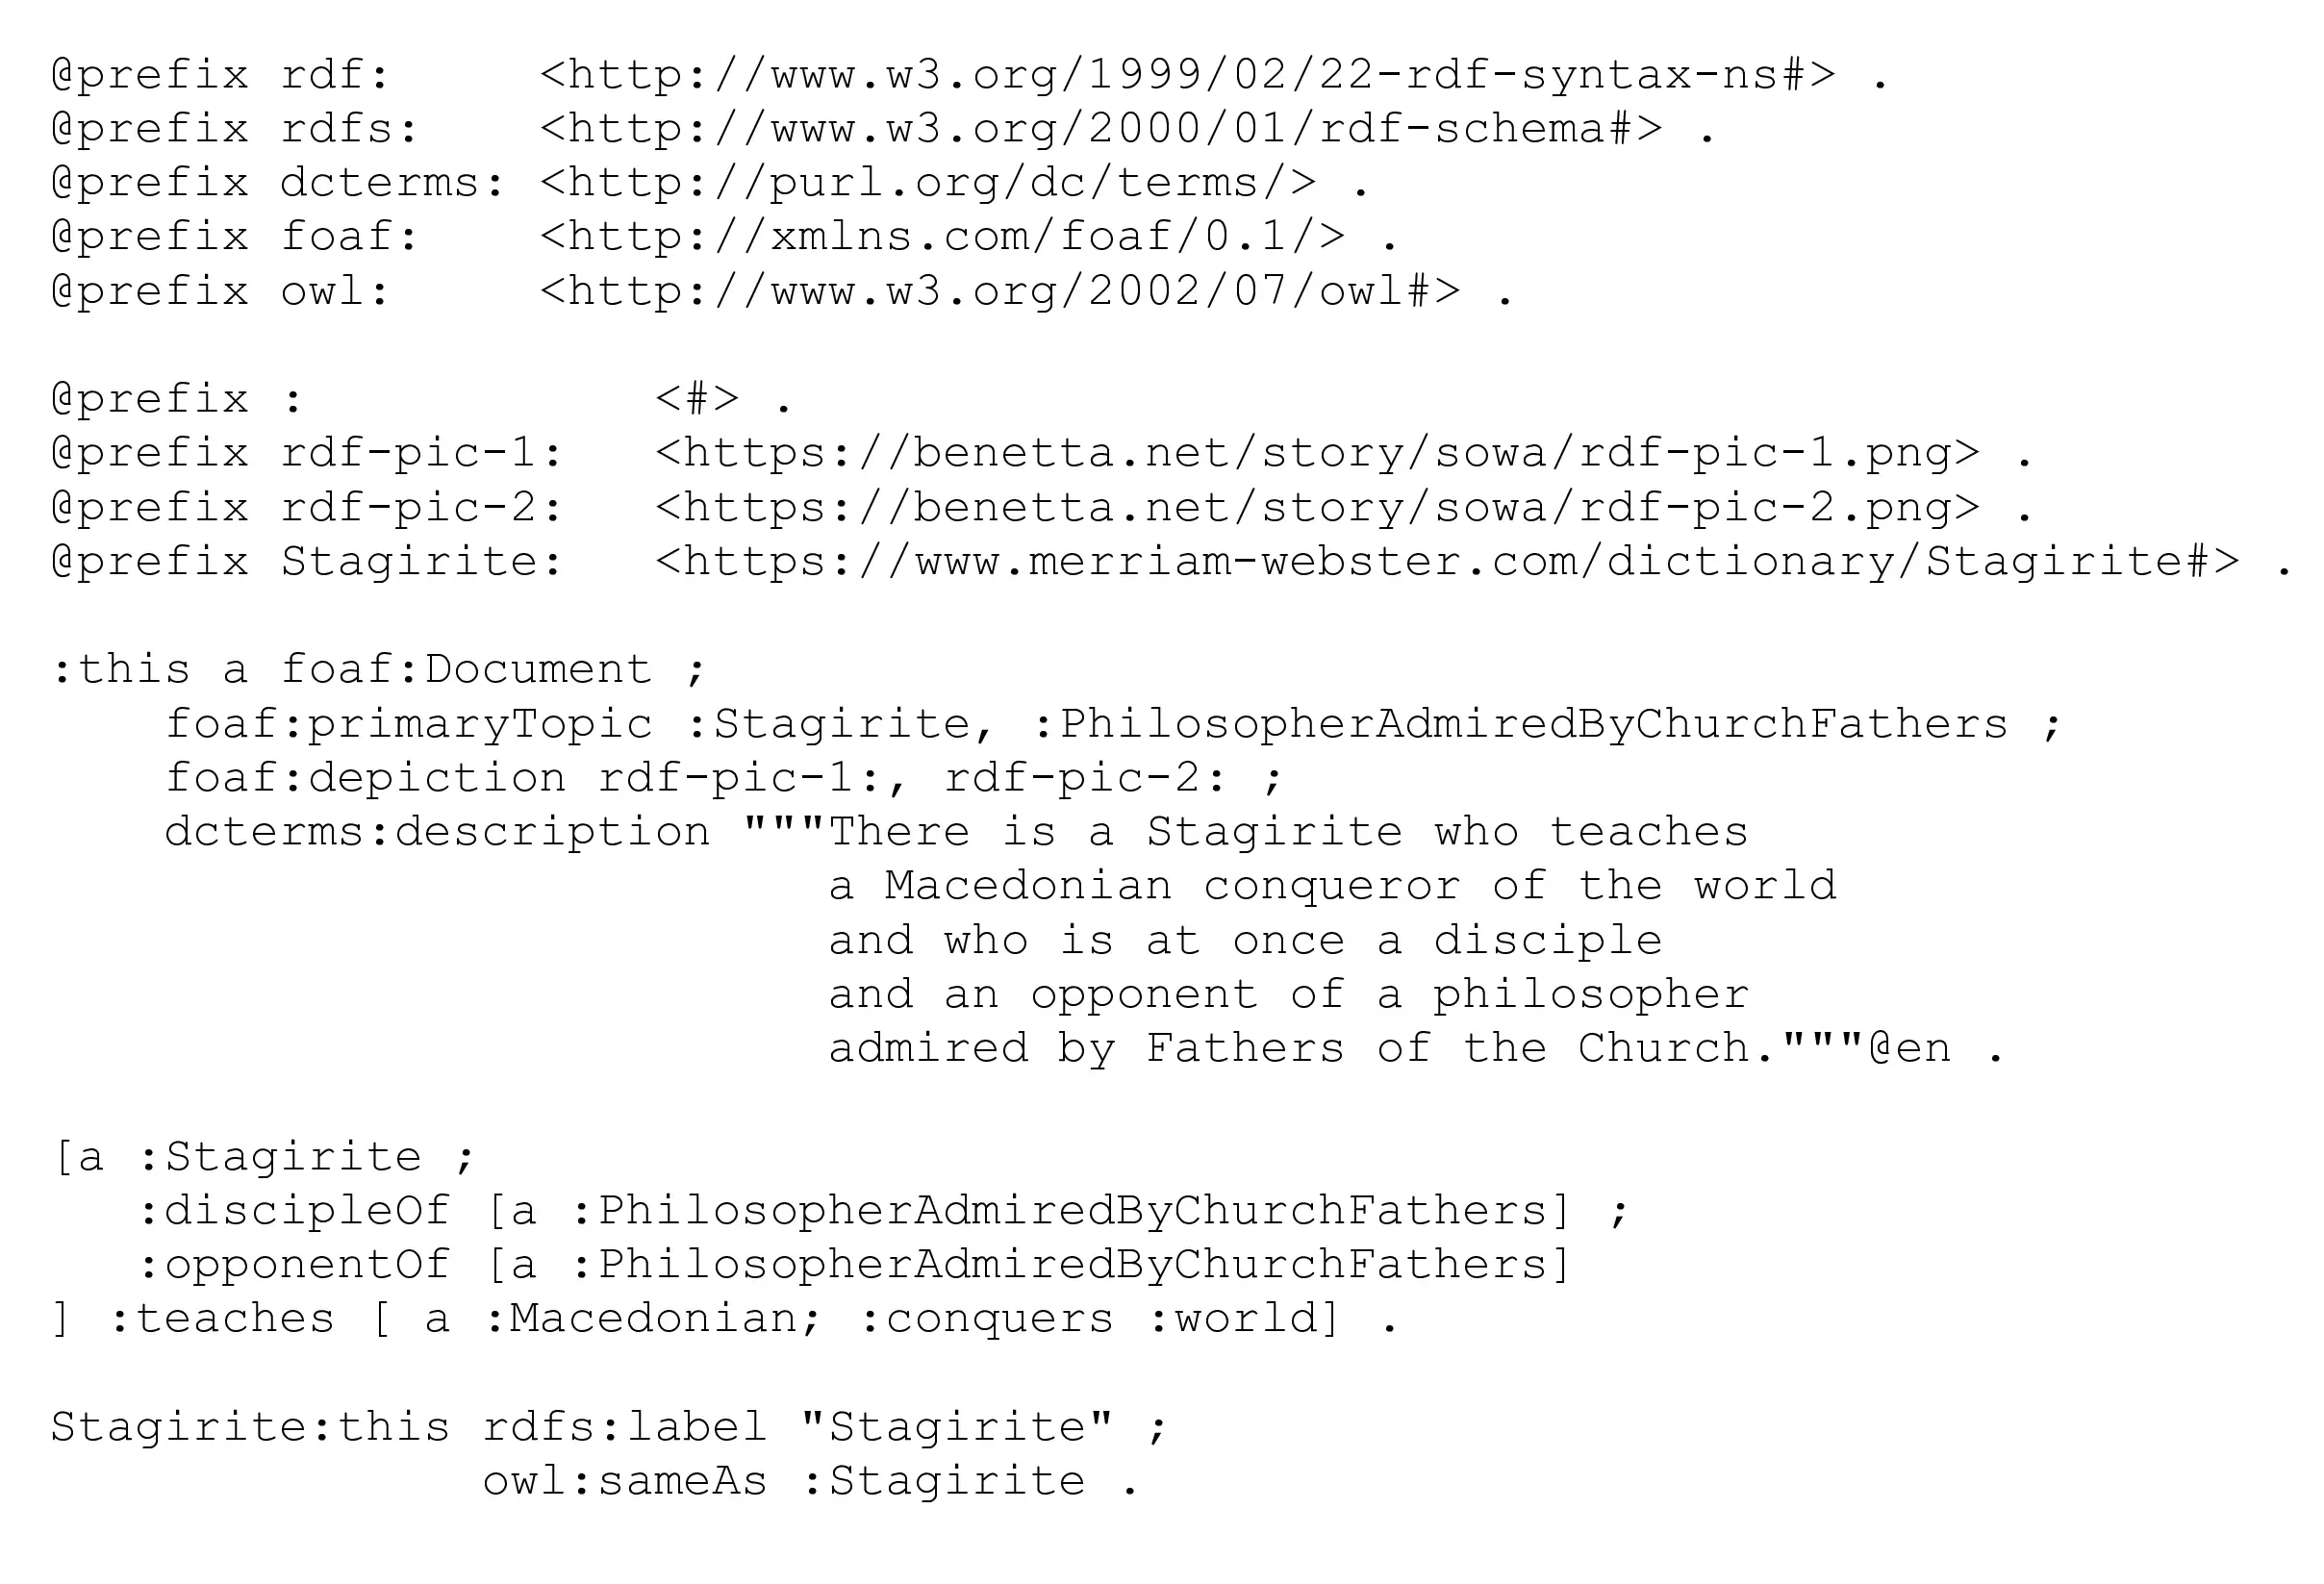 @prefix rdf:     <http://www.w3.org/1999/02/22-rdf-syntax-ns#> .
@prefix rdfs:    <http://www.w3.org/2000/01/rdf-schema#> .
@prefix dcterms: <http://purl.org/dc/terms/> .
@prefix foaf:    <http://xmlns.com/foaf/0.1/> .
@prefix owl:     <http://www.w3.org/2002/07/owl#> .

@prefix :            <#> .
@prefix rdf-pic-1:   <https://benetta.net/story/sowa/rdf-pic-1.png> .
@prefix rdf-pic-2:   <https://benetta.net/story/sowa/rdf-pic-2.png> .
@prefix Stagirite:   <https://www.merriam-webster.com/dictionary/Stagirite#> .

:this a foaf:Document ;
    foaf:primaryTopic :Stagirite, :PhilosopherAdmiredByChurchFathers ;
    foaf:depiction rdf-pic-1:, rdf-pic-2: ;
    dcterms:description """There is a Stagirite who teaches
                           a Macedonian conqueror of the world
                           and who is at once a disciple
                           and an opponent of a philosopher
                           admired by Fathers of the Church."""@en .

[a :Stagirite ;
   :discipleOf [a :PhilosopherAdmiredByChurchFathers] ;
   :opponentOf [a :PhilosopherAdmiredByChurchFathers]
] :teaches [ a :Macedonian; :conquers :world] .

Stagirite:this rdfs:label "Stagirite" ;
               owl:sameAs :Stagirite .